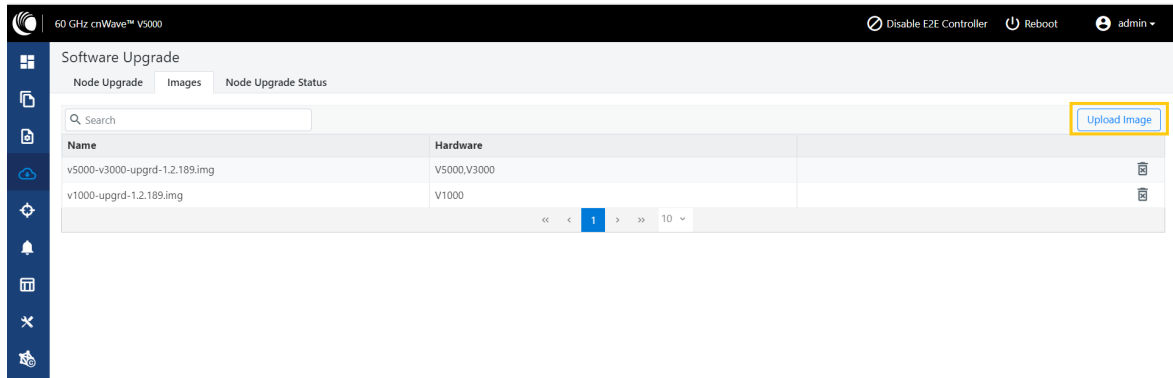 60 GHz cnWave™ V5000 Disable E2E Controller Reboot admin
Software Upgrade
Node Upgrade Images Node Upgrade Status
Search Upload Image
Name Hardware
v5000-v3000-upgrd-1.2.189.img V5000,V3000
v1000-upgrd-1.2.189.img V1000
« ‹ 1 › » 10